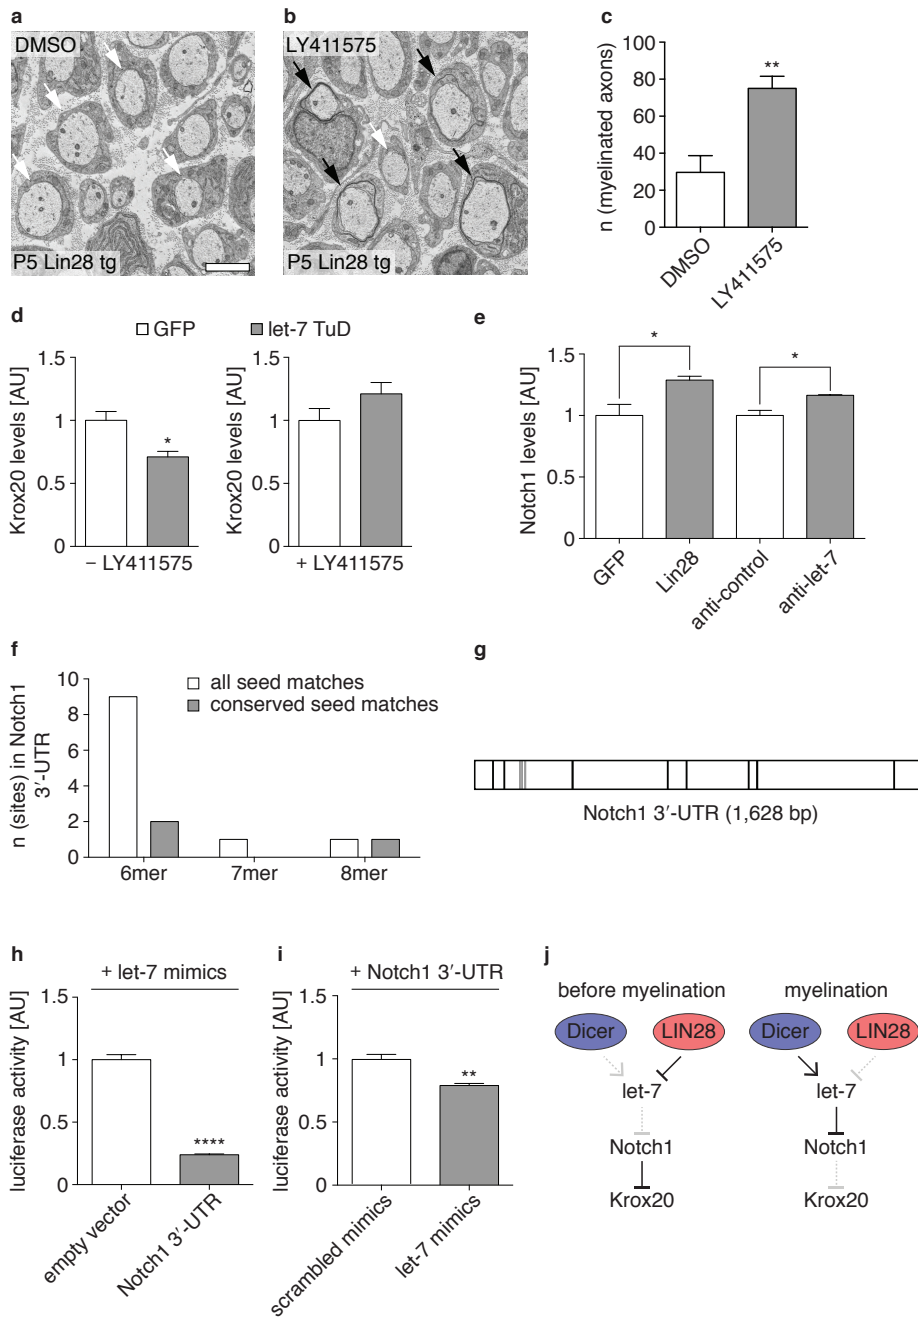 a
DMSO
P5 Lin28 tg
b
LY411575
P5 Lin28 tg
c
n (myelinated axons)
100
80
60
40
20
0
**
DMSO
LY411575
d
GFP
let-7 TuD
Krox20 levels [AU]
1.5
1
0.5
0
*
– LY411575
Krox20 levels [AU]
1.5
1
0.5
0
+ LY411575
e
Notch1 levels [AU]
1.5
1
0.5
0
*
*
GFP
Lin28
anti-control
anti-let-7
f
n (sites) in Notch1
3′-UTR
10
8
6
4
2
0
all seed matches
conserved seed matches
6mer
7mer
8mer
g
Notch1 3′-UTR (1,628 bp)
h
+ let-7 mimics
luciferase activity [AU]
1.5
1
0.5
0
****
empty vector
Notch1 3′-UTR
i
+ Notch1 3′-UTR
luciferase activity [AU]
1.5
1
0.5
0
**
scrambled mimics
let-7 mimics
j
before myelination
Dicer
LIN28
let-7
Notch1
Krox20
myelination
Dicer
LIN28
let-7
Notch1
Krox20